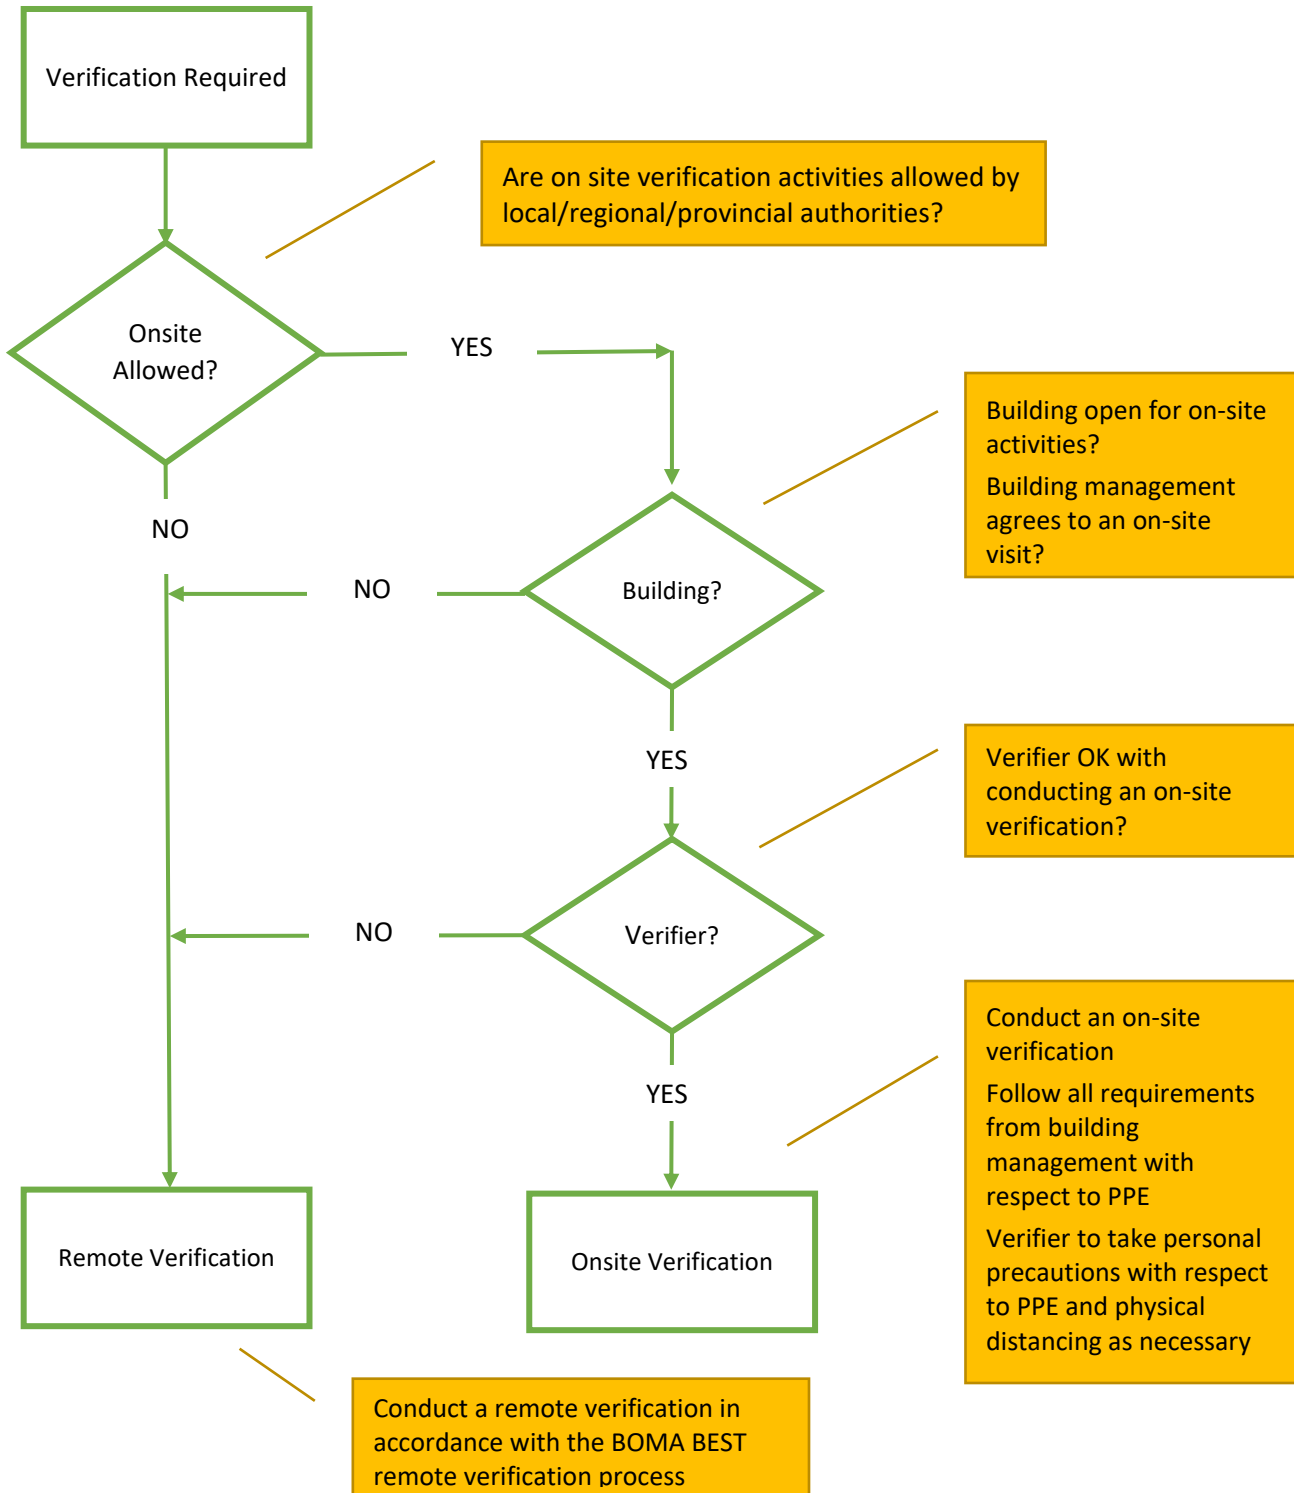 Verification Required
Are on site verification activities allowed by
local/regional/provincial authorities?
Onsite
Allowed?
YES
NO
Building open for on-site
activities?
Building management
agrees to an on-site
visit?
Building?
NO
YES
Verifier OK with
conducting an on-site
verification?
Verifier?
NO
YES
Conduct an on-site
verification
Follow all requirements
from building
management with
respect to PPE
Verifier to take personal
precautions with respect
to PPE and physical
distancing as necessary
Remote Verification
Onsite Verification
Conduct a remote verification in
accordance with the BOMA BEST
remote verification process